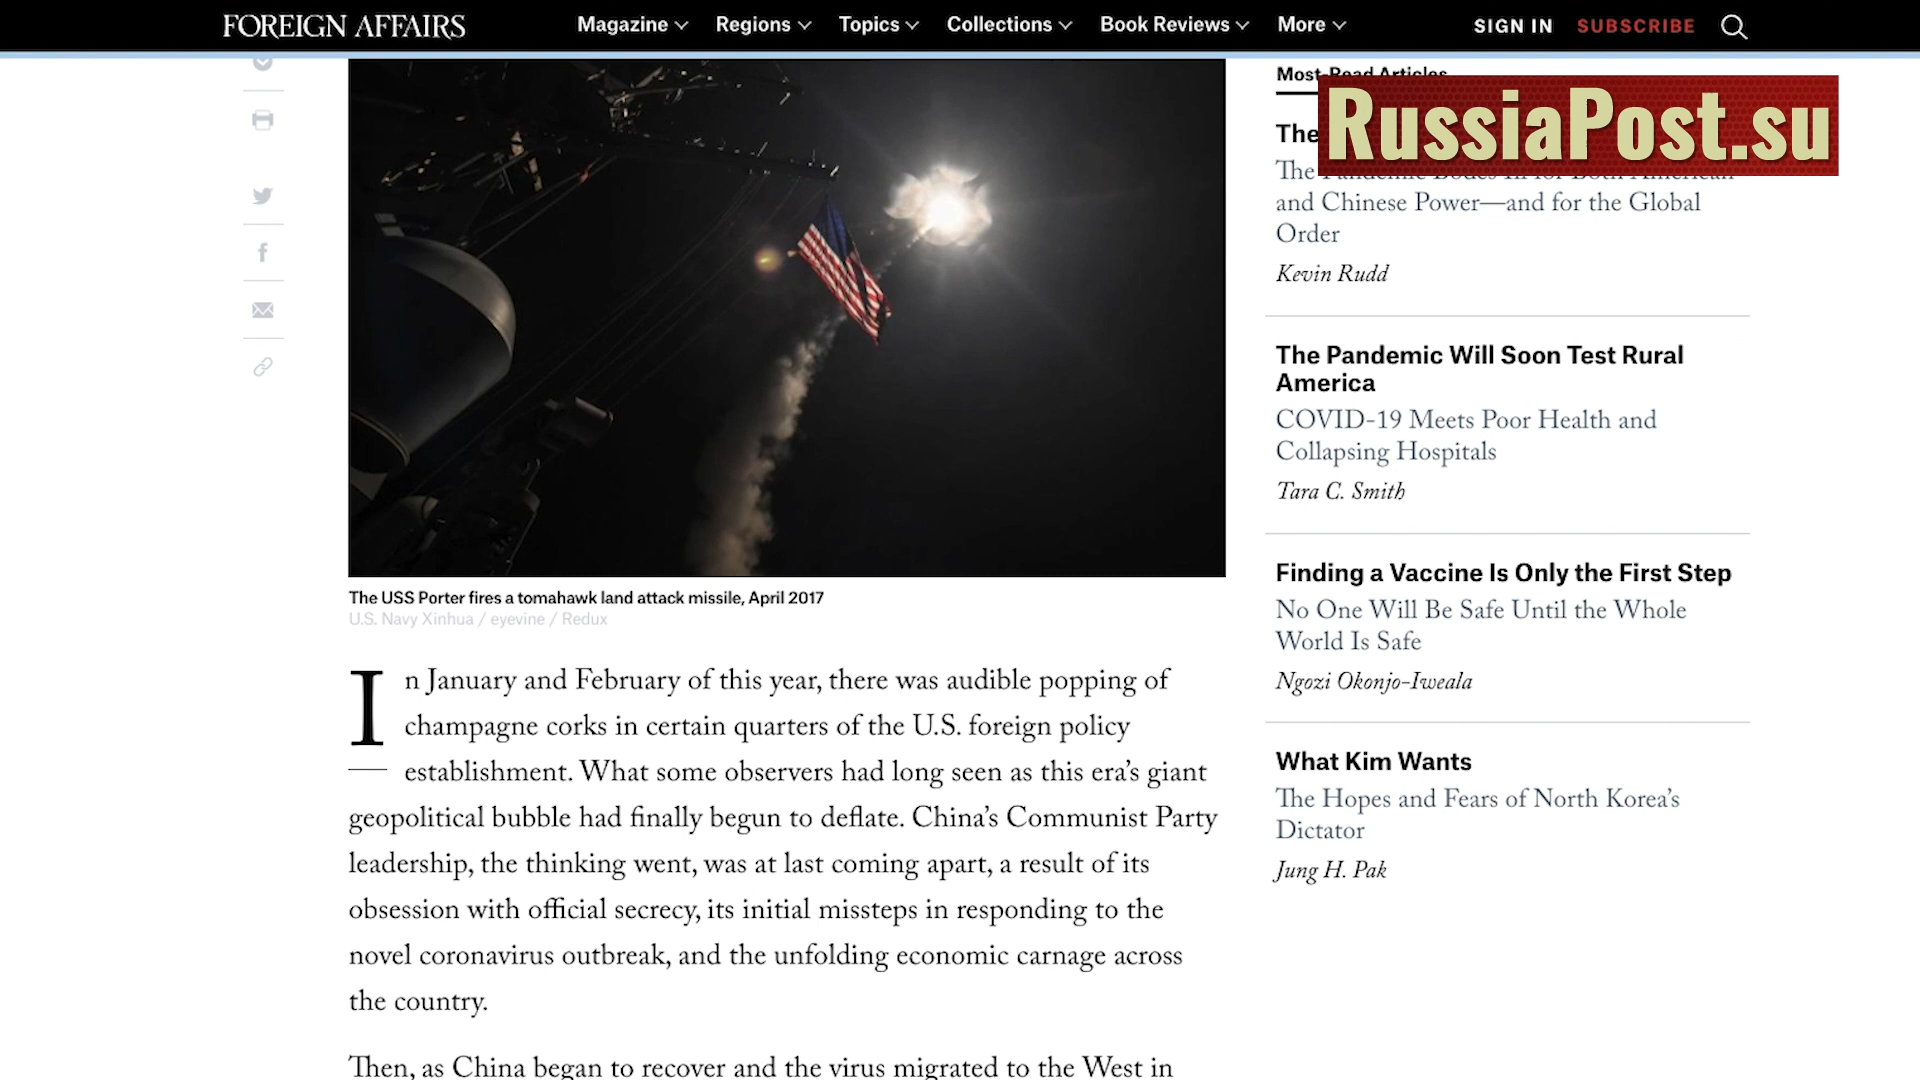 FOREIGN AFFAIRS
Magazine Regions Topics Collections Book Reviews More SIGN IN SUBSCRIBE
Most-Read Articles
RussiaPost.su
The
The Pandemic Bodes Ill for Both American
and Chinese Power—and for the Global
Order
Kevin Rudd
The Pandemic Will Soon Test Rural
America
COVID-19 Meets Poor Health and
Collapsing Hospitals
Tara C. Smith
Finding a Vaccine Is Only the First Step
No One Will Be Safe Until the Whole
World Is Safe
Ngozi Okonjo-Iweala
What Kim Wants
The Hopes and Fears of North Korea's
Dictator
Jung H. Pak
The USS Porter fires a tomahawk land attack missile, April 2017
U.S. Navy Xinhua / eyevine / Redux
In January and February of this year, there was audible popping of
champagne corks in certain quarters of the U.S. foreign policy
establishment. What some observers had long seen as this era's giant
geopolitical bubble had finally begun to deflate. China's Communist Party
leadership, the thinking went, was at last coming apart, a result of its
obsession with official secrecy, its initial missteps in responding to the
novel coronavirus outbreak, and the unfolding economic carnage across
the country.
Then, as China began to recover and the virus migrated to the West in